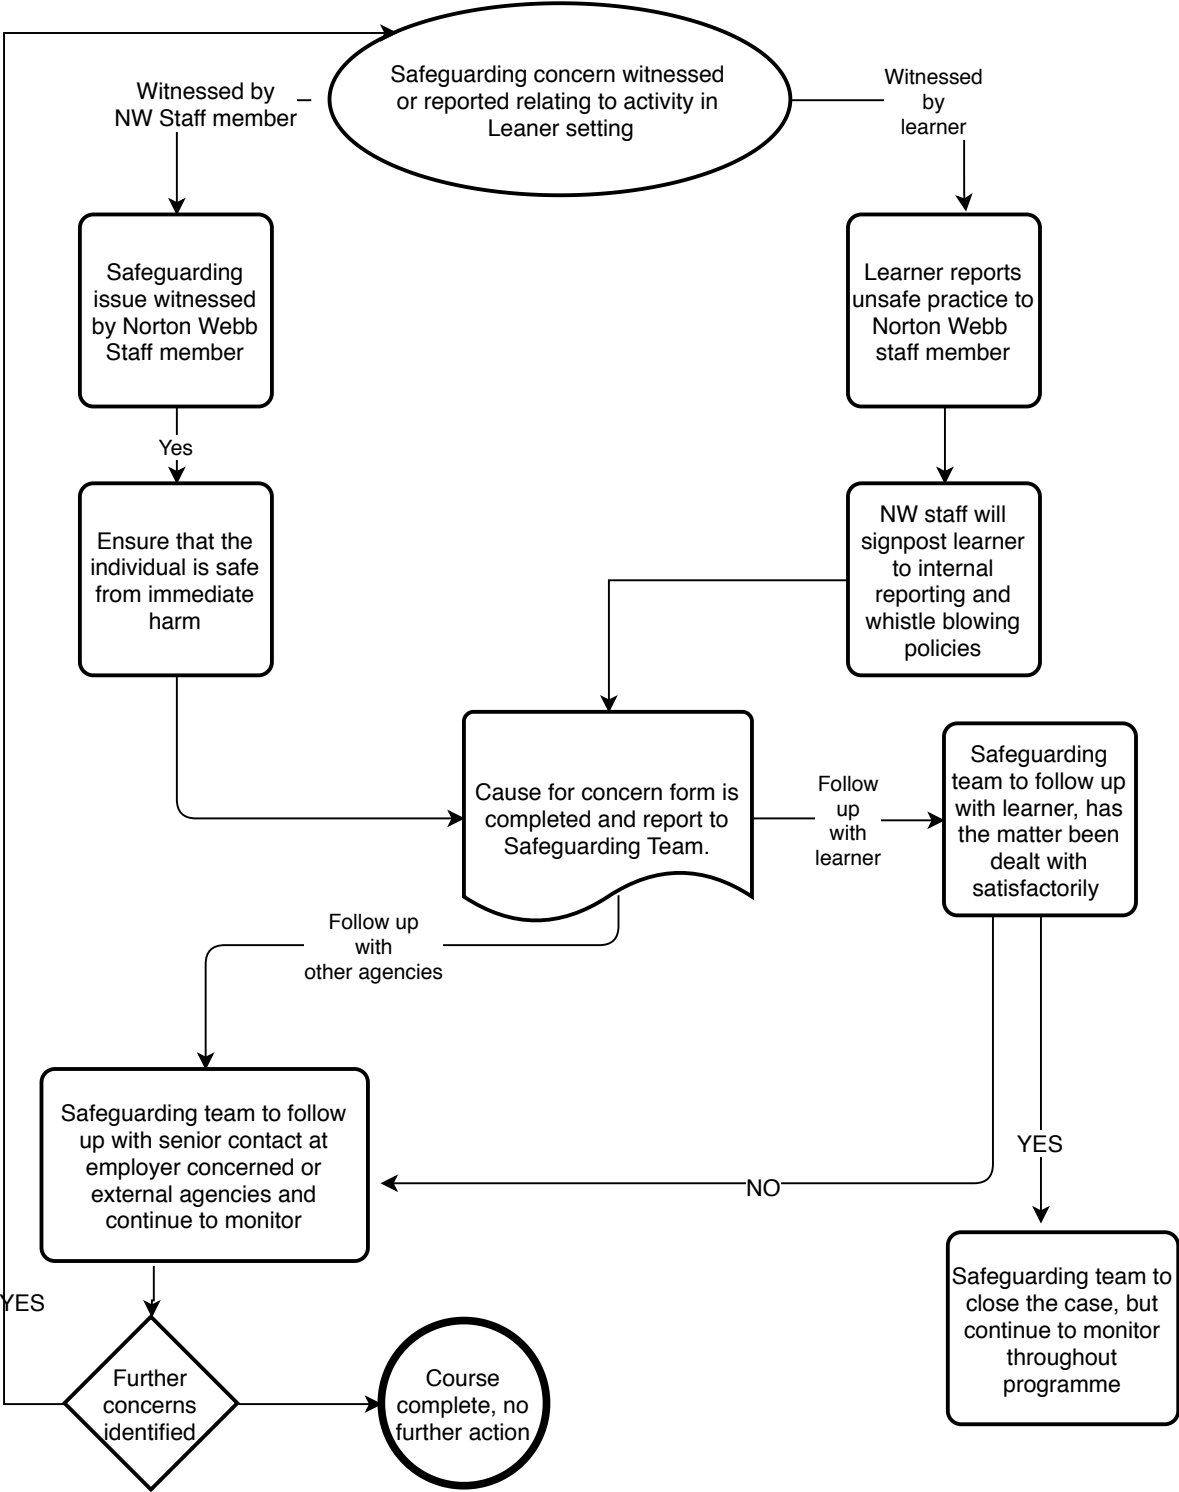 Safeguarding concern witnessed
or reported relating to activity in
Leaner setting
Witnessed by
NW Staff member
Witnessed
by
learner
Safeguarding
issue witnessed
by Norton Webb
Staff member
Learner reports
unsafe practice to
Norton Webb
staff member
Yes
Ensure that the
individual is safe
from immediate
harm
NW staff will
signpost learner
to internal
reporting and
whistle blowing
policies
Cause for concern form is
completed and report to
Safeguarding Team.
Follow
up
with
learner
Safeguarding
team to follow up
with learner, has
the matter been
dealt with
satisfactorily
Follow up
with
other agencies
Safeguarding team to follow
up with senior contact at
employer concerned or
external agencies and
continue to monitor
NO
YES
Safeguarding team to
close the case, but
continue to monitor
throughout
programme
YES
Further
concerns
identified
Course
complete, no
further action